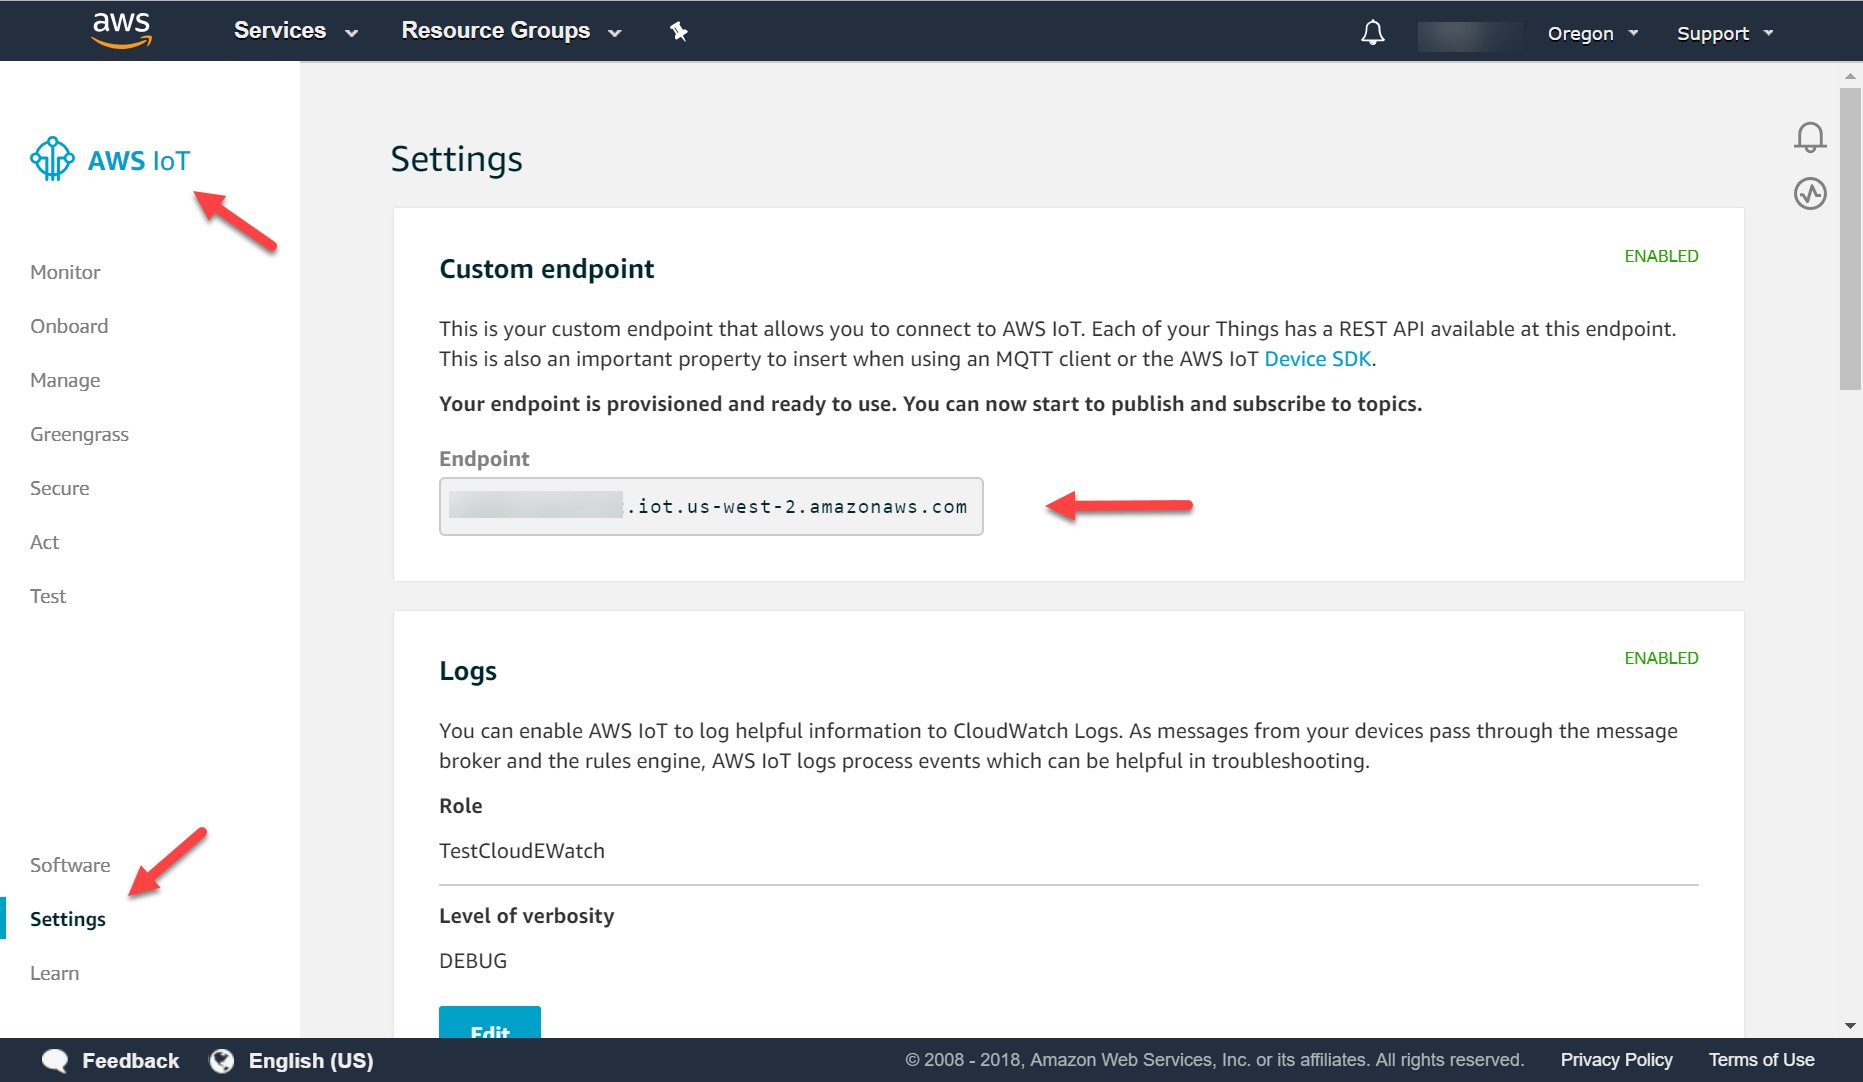 aws Services Resource Groups Oregon Support
AWS IoT
Monitor
Onboard
Manage
Greengrass
Secure
Act
Test
Software
Settings
Learn
Settings
Custom endpoint
ENABLED
This is your custom endpoint that allows you to connect to AWS IoT. Each of your Things has a REST API available at this endpoint.
This is also an important property to insert when using an MQTT client or the AWS IoT Device SDK.
Your endpoint is provisioned and ready to use. You can now start to publish and subscribe to topics.
Endpoint
.iot.us-west-2.amazonaws.com
Logs
ENABLED
You can enable AWS IoT to log helpful information to CloudWatch Logs. As messages from your devices pass through the message
broker and the rules engine, AWS IoT logs process events which can be helpful in troubleshooting.
Role
TestCloudEWatch
Level of verbosity
DEBUG
Edit
Feedback English (US) © 2008 - 2018, Amazon Web Services, Inc. or its affiliates. All rights reserved. Privacy Policy Terms of Use